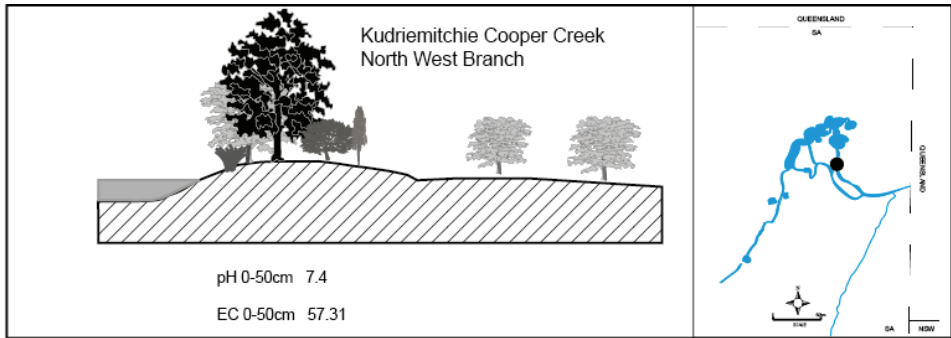 Kudriemitchie Cooper Creek
North West Branch
pH 0-50cm 7.4
EC 0-50cm 57.31
QUEENSLAND
SA
QUEENSLAND
N
SCALE
SA
NSW